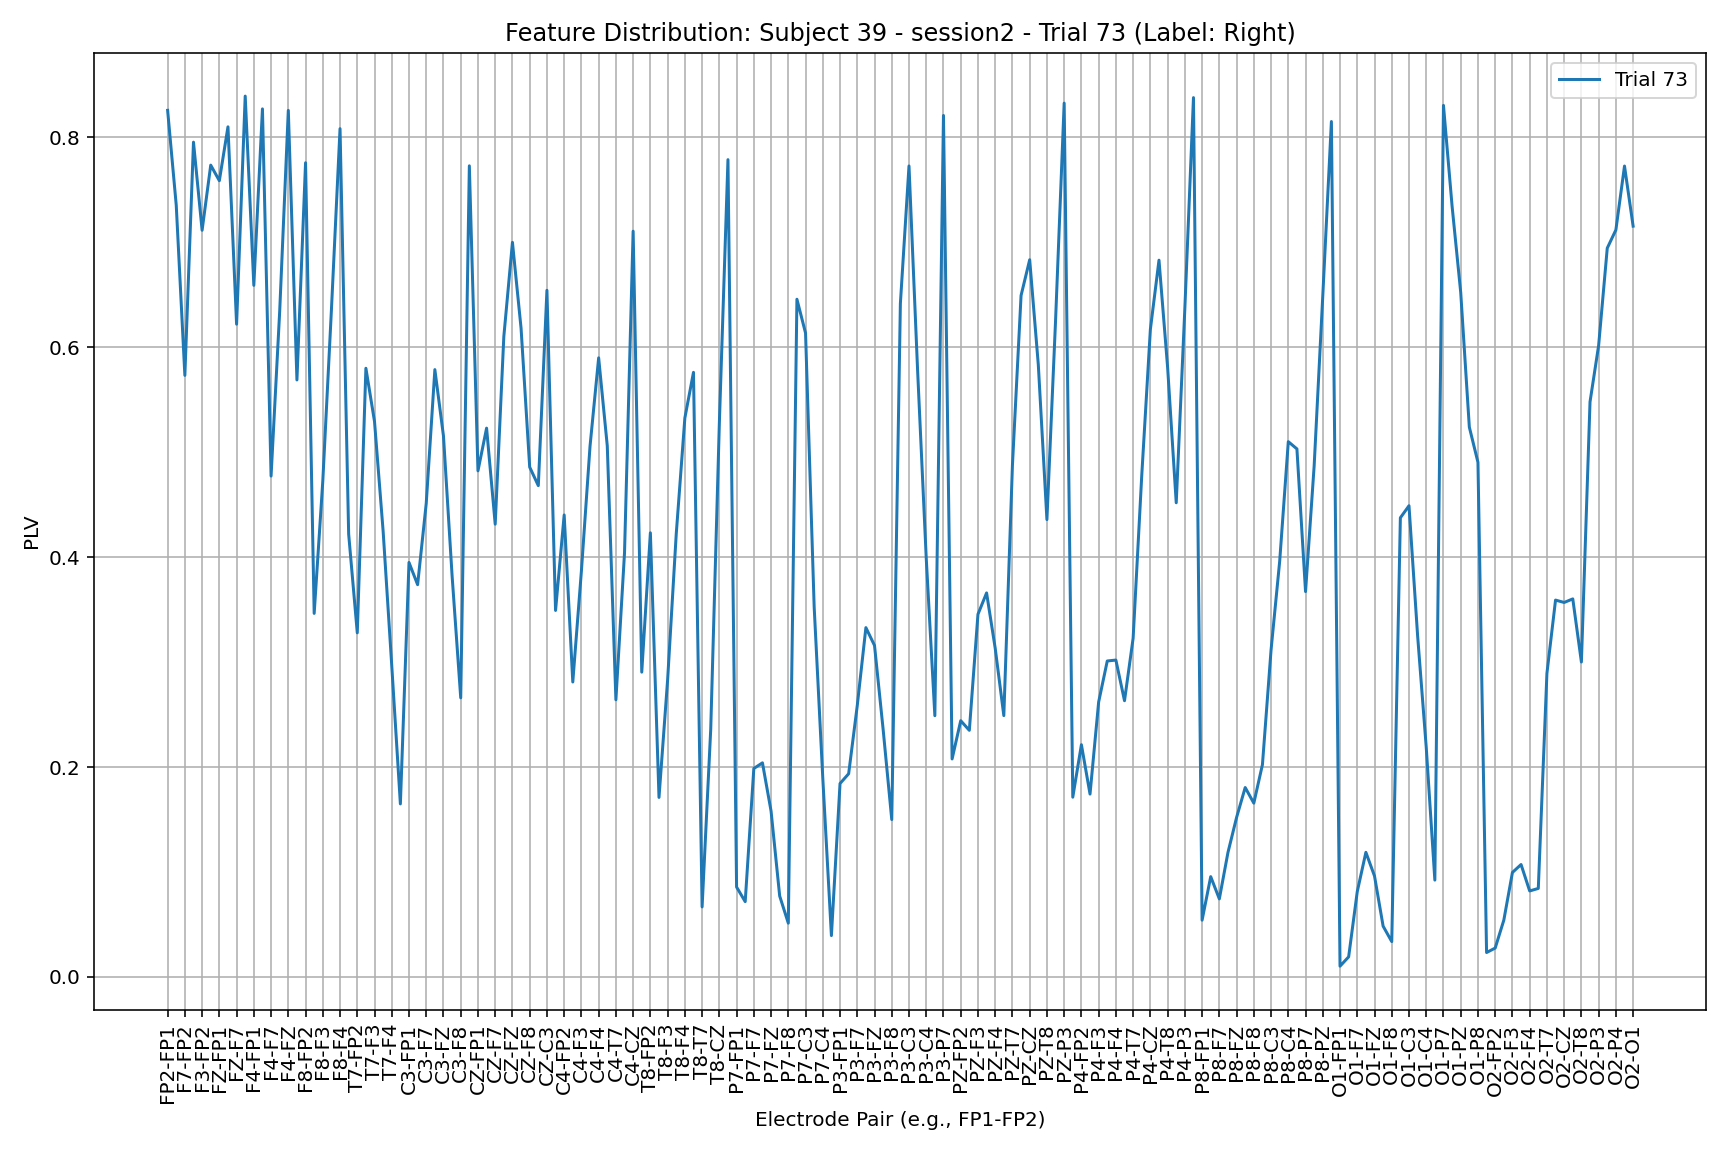 Feature Distribution: Subject 39 - session2 - Trial 73 (Label: Right)
Trial 73
PLV
0.8
0.6
0.4
0.2
0.0
FP2-FP1
F7-FP2
F3-FP2
FZ-FP1
FZ-F7
F4-FP1
F4-F7
F4-FZ
F8-FP2
F8-F3
F8-F4
T7-FP2
T7-F3
T7-F4
C3-FP1
C3-F7
C3-FZ
C3-F8
CZ-FP1
CZ-F7
CZ-FZ
CZ-F8
CZ-C3
C4-FP2
C4-F3
C4-F4
C4-T7
C4-CZ
T8-FP2
T8-F3
T8-F4
T8-T7
T8-CZ
P7-FP1
P7-F7
P7-FZ
P7-F8
P7-C3
P7-C4
P3-FP1
P3-F7
P3-FZ
P3-F8
P3-C3
P3-C4
P3-P7
PZ-FP2
PZ-F3
PZ-F4
PZ-T7
PZ-CZ
PZ-T8
PZ-P3
P4-FP2
P4-F3
P4-F4
P4-T7
P4-CZ
P4-T8
P4-P3
P8-FP1
P8-F7
P8-FZ
P8-F8
P8-C3
P8-C4
P8-P7
P8-PZ
O1-FP1
O1-F7
O1-FZ
O1-F8
O1-C3
O1-C4
O1-P7
O1-PZ
O1-P8
O2-FP2
O2-F3
O2-F4
O2-T7
O2-CZ
O2-T8
O2-P3
O2-P4
O2-O1
Electrode Pair (e.g., FP1-FP2)